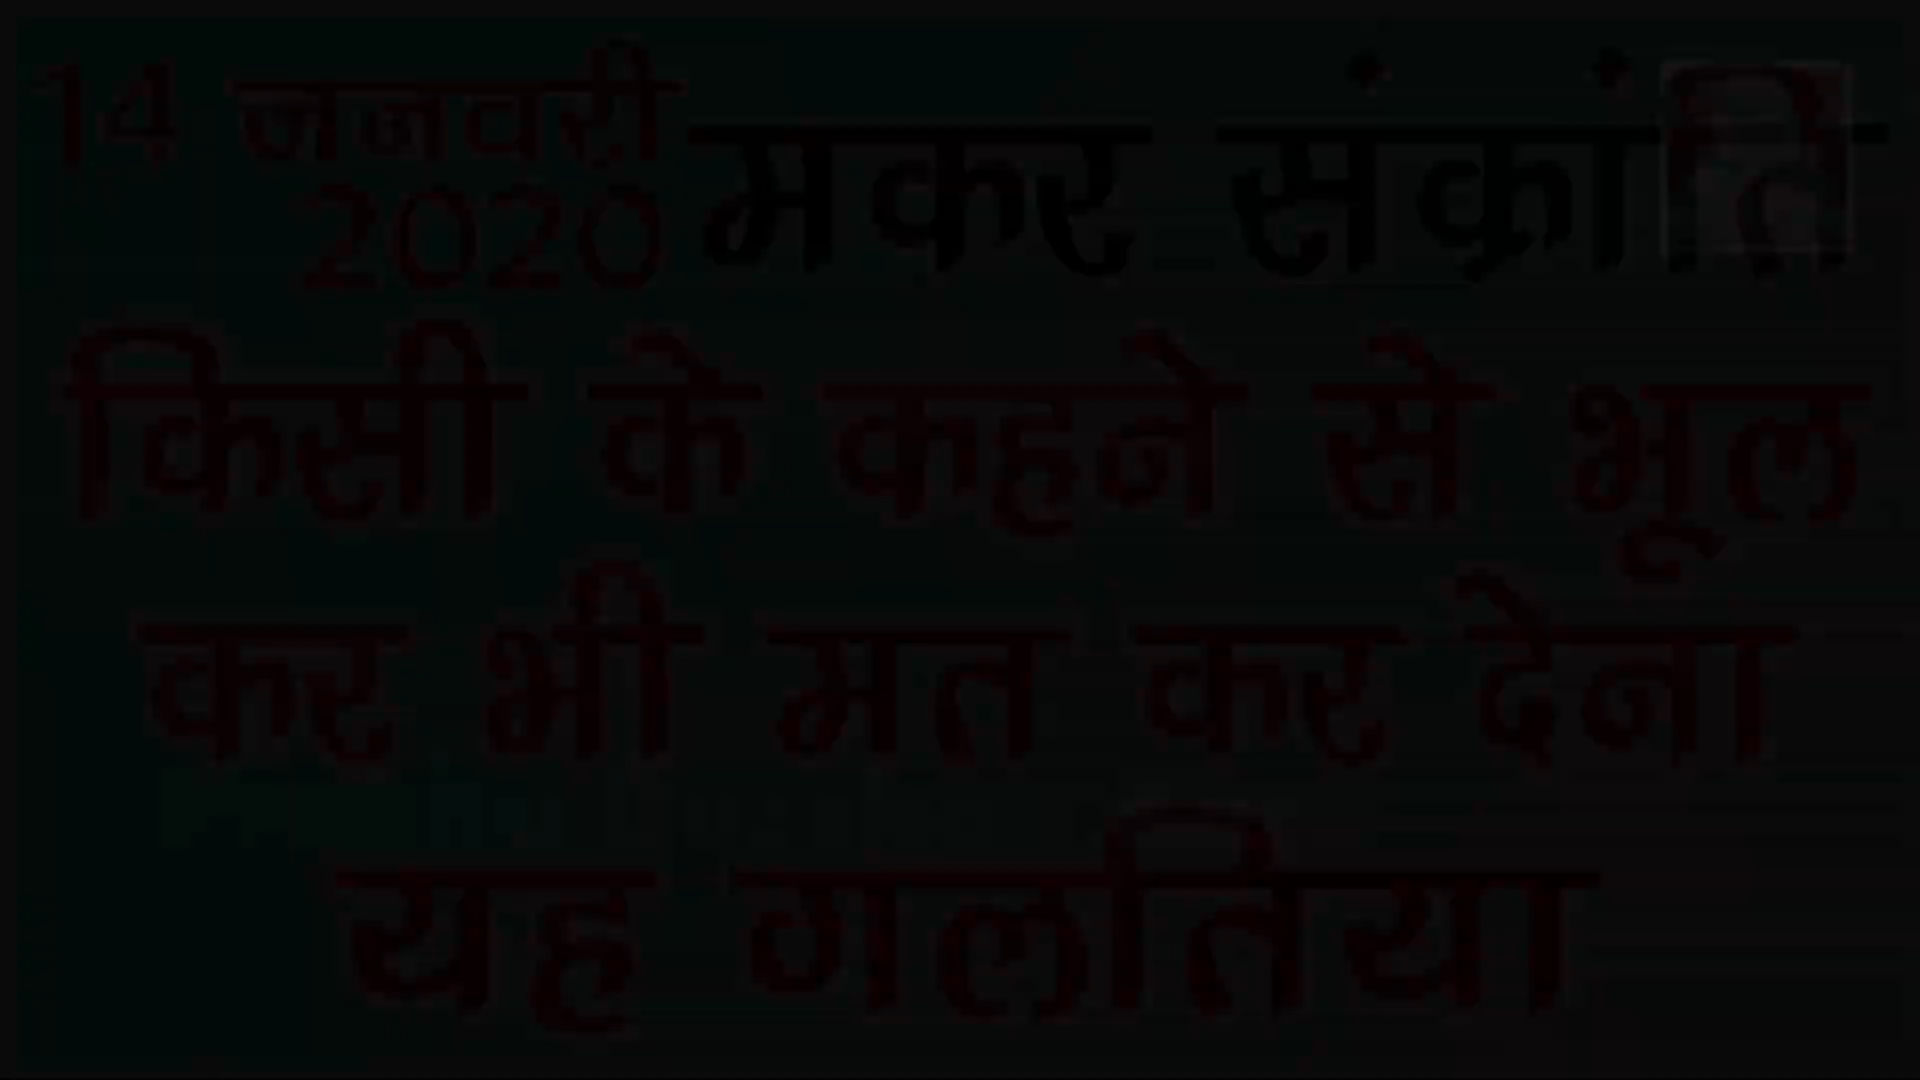 14 जनवरी मकर संक्रांति
2020
किसी के कहने से भूल
कर भी मत कर देना
यह गलतिया